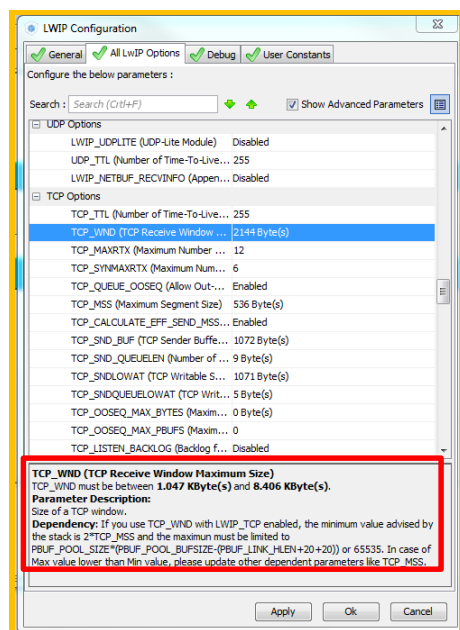 LWIP Configuration
General All LwIP Options Debug User Constants
Configure the below parameters :
Search : Search (Crtl+F) Show Advanced Parameters
UDP Options
LWIP_UDPLITE (UDP-Lite Module) Disabled
UDP_TTL (Number of Time-To-Live... 255
LWIP_NETBUF_RECVINFO (Appen... Disabled
TCP Options
TCP_TTL (Number of Time-To-Live... 255
TCP_WND (TCP Receive Window ... 2144 Byte(s)
TCP_MAXRTX (Maximum Number ... 12
TCP_SYNMAXRTX (Maximum Num... 6
TCP_QUEUE_OOSEQ (Allow Out-... Enabled
TCP_MSS (Maximum Segment Size) 536 Byte(s)
TCP_CALCULATE_EFF_SEND_MSS... Enabled
TCP_SND_BUF (TCP Sender Buffe... 1072 Byte(s)
TCP_SND_QUEUELEN (Number of ... 9 Byte(s)
TCP_SNDLOWAT (TCP Writable S... 1071 Byte(s)
TCP_SNDQUEUELOWAT (TCP Writ... 5 Byte(s)
TCP_OOSEQ_MAX_BYTES (Maxim... 0 Byte(s)
TCP_OOSEQ_MAX_PBUFS (Maxim... 0
TCP_LISTEN_BACKLOG (Backlog f... Disabled
TCP_WND (TCP Receive Window Maximum Size)
TCP_WND must be between 1.047 KByte(s) and 8.406 KByte(s).
Parameter Description:
Size of a TCP window.
Dependency: If you use TCP_WND with LWIP_TCP enabled, the minimum value advised by
the stack is 2*TCP_MSS and the maximun must be limited to
PBUF_POOL_SIZE*(PBUF_POOL_BUFSIZE-(PBUF_LINK_HLEN+20+20)) or 65535. In case of
Max value lower than Min value, please update other dependent parameters like TCP_MSS.
Apply Ok Cancel